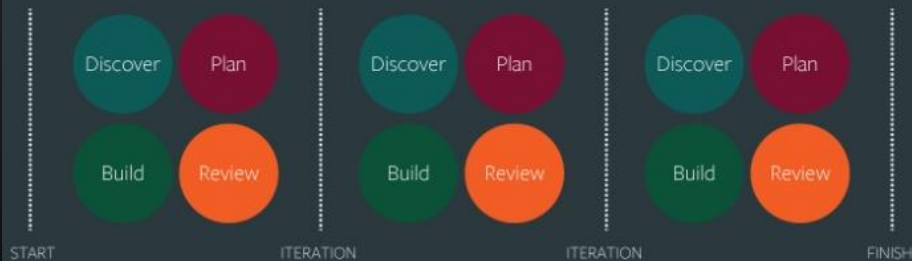 Discover Plan Discover Plan Discover Plan
Build Review Build Review Build Review
START ITERATION ITERATION FINISH